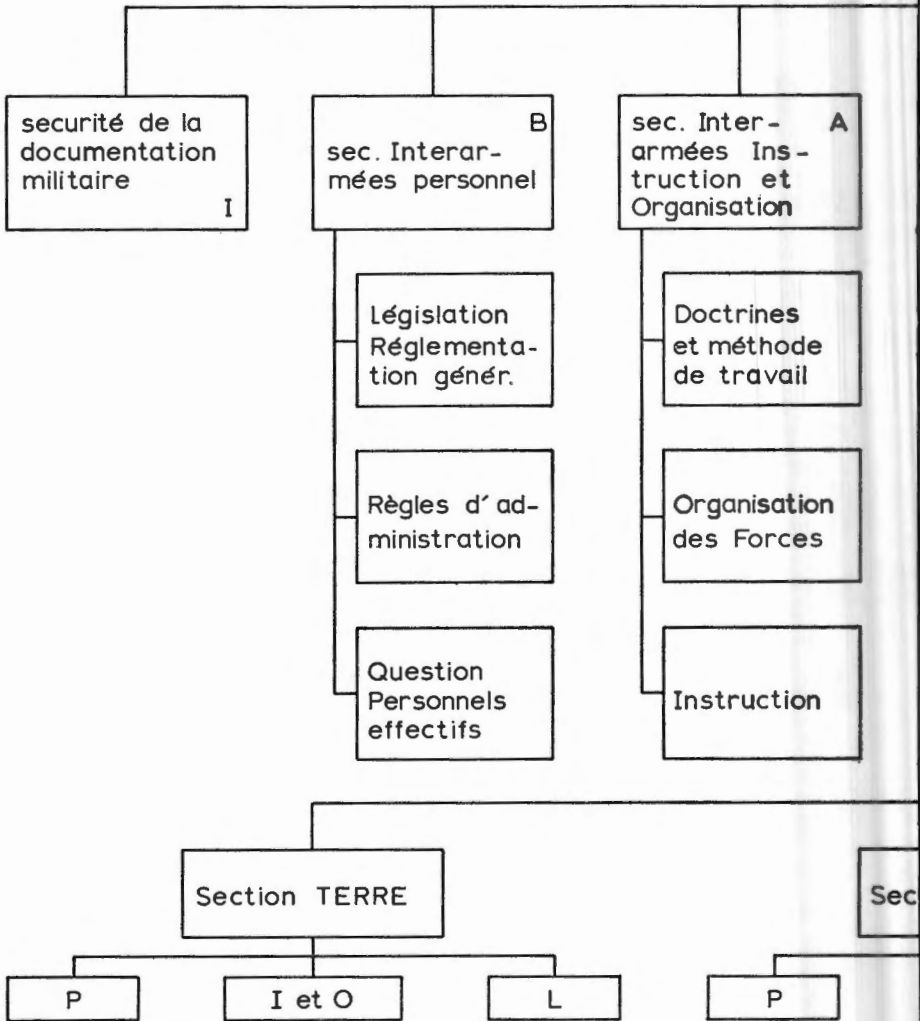 securité de la
documentation
militaire
I
B
sec. Interar-
mées personnel
sec. Inter- A
armées Ins-
truction et
Organisation
Législation
Réglementa-
tion génér.
Doctrines
et méthode
de travail
Règles d'ad-
ministration
Organisation
des Forces
Question
Personnels
effectifs
Instruction
Section TERRE
Sec
P
I et O
L
P